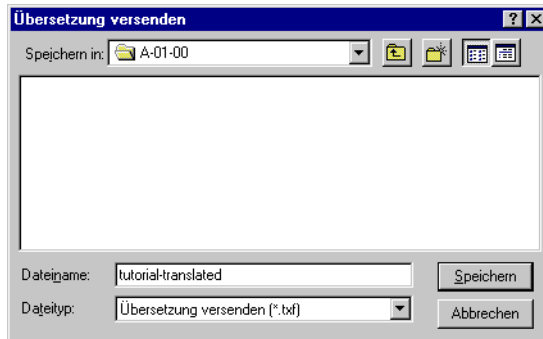 Übersetzung versenden
Speichern in: A-01-00
Dateiname: tutorial-translated Speichern
Dateityp: Übersetzung versenden (*.txf) Abbrechen